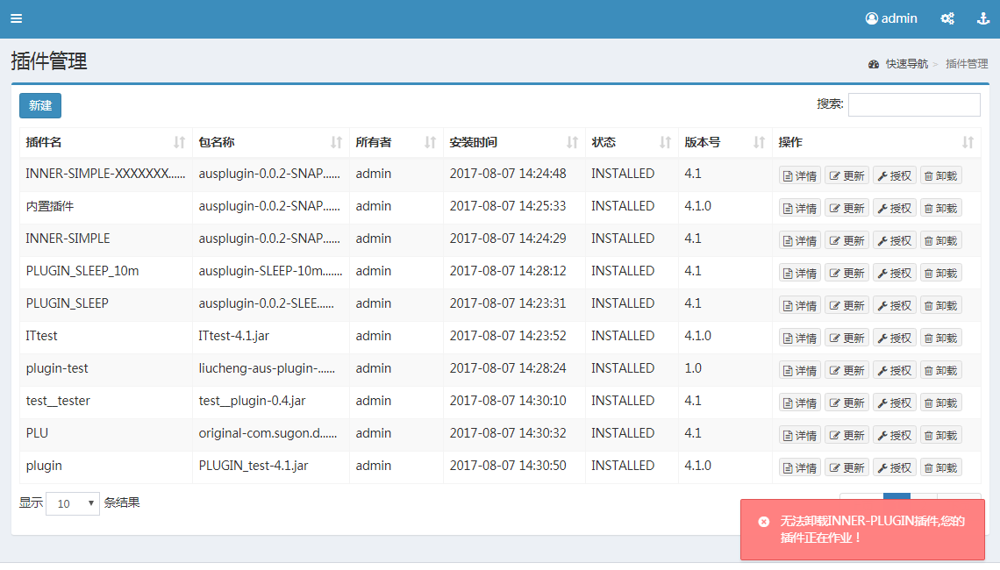 admin
插件管理
快速导航 > 插件管理
新建
搜索:
插件名 包名称 所有者 安装时间 状态 版本号 操作
INNER-SIMPLE-XXXXXXX...... ausplugin-0.0.2-SNAP...... admin 2017-08-07 14:24:48 INSTALLED 4.1 详情 更新 授权 卸载
内置插件 ausplugin-0.0.2-SNAP...... admin 2017-08-07 14:25:33 INSTALLED 4.1.0 详情 更新 授权 卸载
INNER-SIMPLE ausplugin-0.0.2-SNAP...... admin 2017-08-07 14:24:29 INSTALLED 4.1 详情 更新 授权 卸载
PLUGIN_SLEEP_10m ausplugin-SLEEP-10m....... admin 2017-08-07 14:28:12 INSTALLED 4.1 详情 更新 授权 卸载
PLUGIN_SLEEP ausplugin-0.0.2-SLEE...... admin 2017-08-07 14:23:31 INSTALLED 4.1 详情 更新 授权 卸载
ITtest ITtest-4.1.jar admin 2017-08-07 14:23:52 INSTALLED 4.1.0 详情 更新 授权 卸载
plugin-test liucheng-aus-plugin-...... admin 2017-08-07 14:28:24 INSTALLED 1.0 详情 更新 授权 卸载
test__tester test__plugin-0.4.jar admin 2017-08-07 14:30:10 INSTALLED 4.1 详情 更新 授权 卸载
PLU original-com.sugon.d...... admin 2017-08-07 14:30:32 INSTALLED 4.1 详情 更新 授权 卸载
plugin PLUGIN_test-4.1.jar admin 2017-08-07 14:30:50 INSTALLED 4.1.0 详情 更新 授权 卸载
显示 10 条结果
无法卸载INNER-PLUGIN插件,您的
插件正在作业！